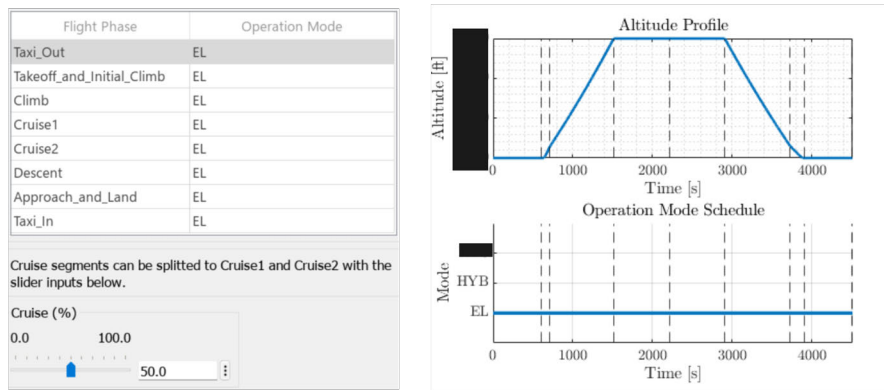 Flight Phase Operation Mode
Taxi_Out EL
Takeoff_and_Initial_Climb EL
Climb EL
Cruise1 EL
Cruise2 EL
Descent EL
Approach_and_Land EL
Taxi_In EL
Cruise segments can be splitted to Cruise1 and Cruise2 with the
slider inputs below.
Cruise (%)
0.0 100.0
50.0
Altitude Profile
Altitude [ft]
0 1000 2000 3000 4000
Time [s]
Operation Mode Schedule
Mode
HYB
EL
0 1000 2000 3000 4000
Time [s]